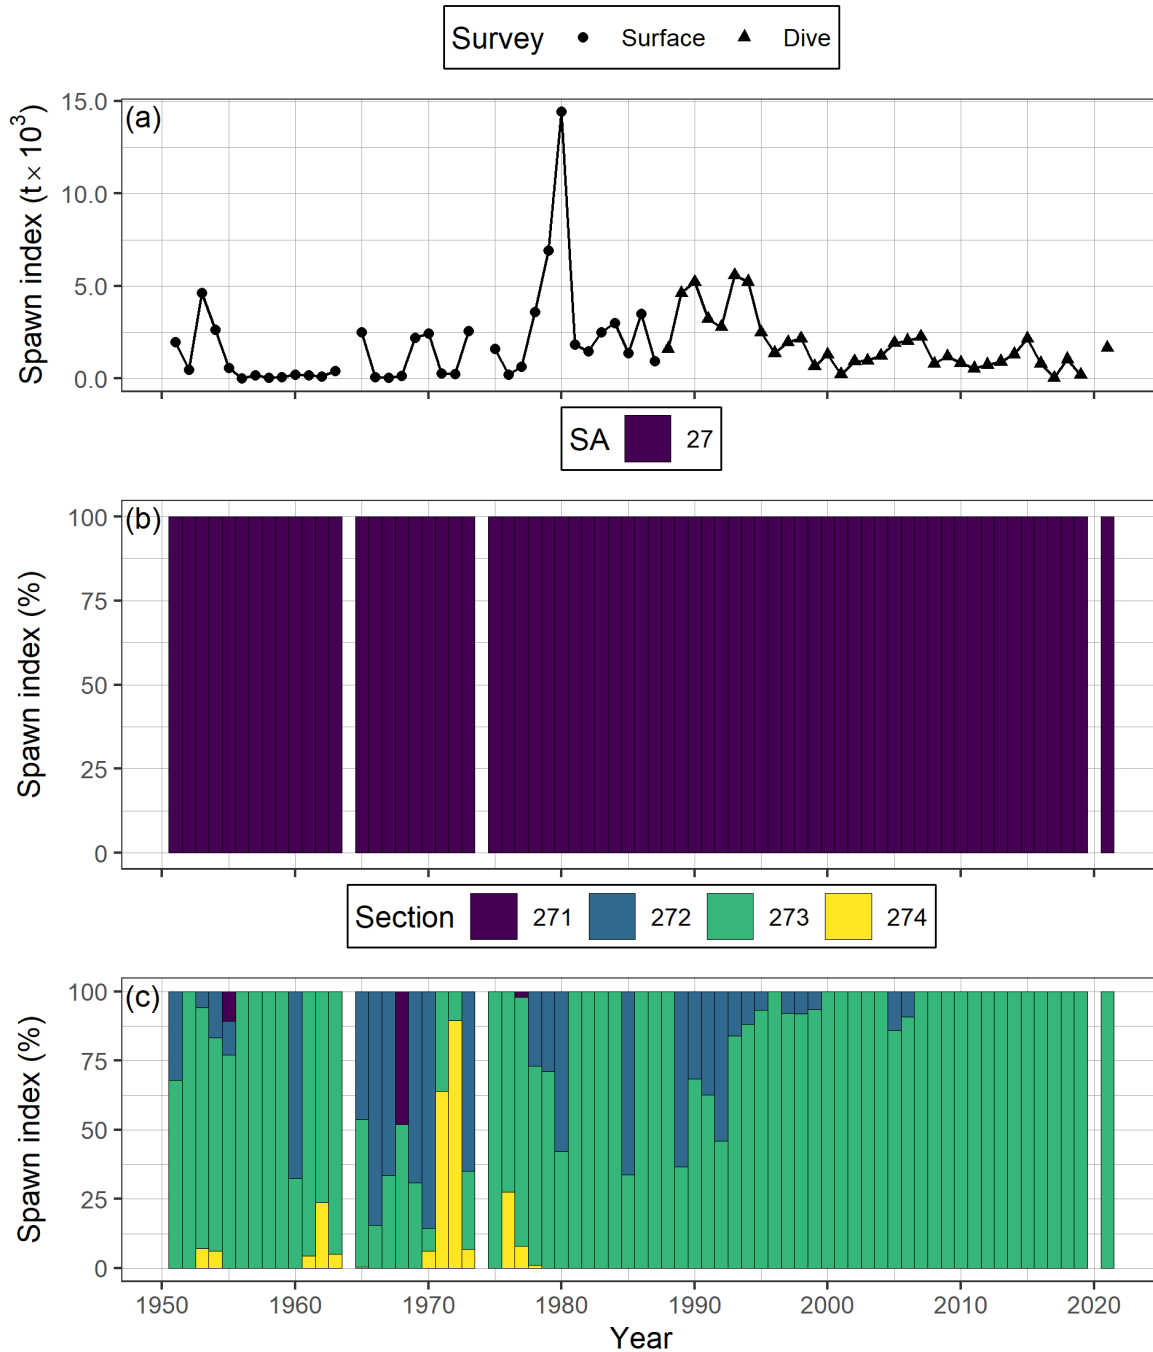 Survey Surface Dive
(a)
Spawn index (t × 10³)
15.0
10.0
5.0
0.0
SA 27
(b)
Spawn index (%)
100
75
50
25
0
Section 271 272 273 274
(c)
Spawn index (%)
100
75
50
25
0
1950 1960 1970 1980 1990 2000 2010 2020
Year